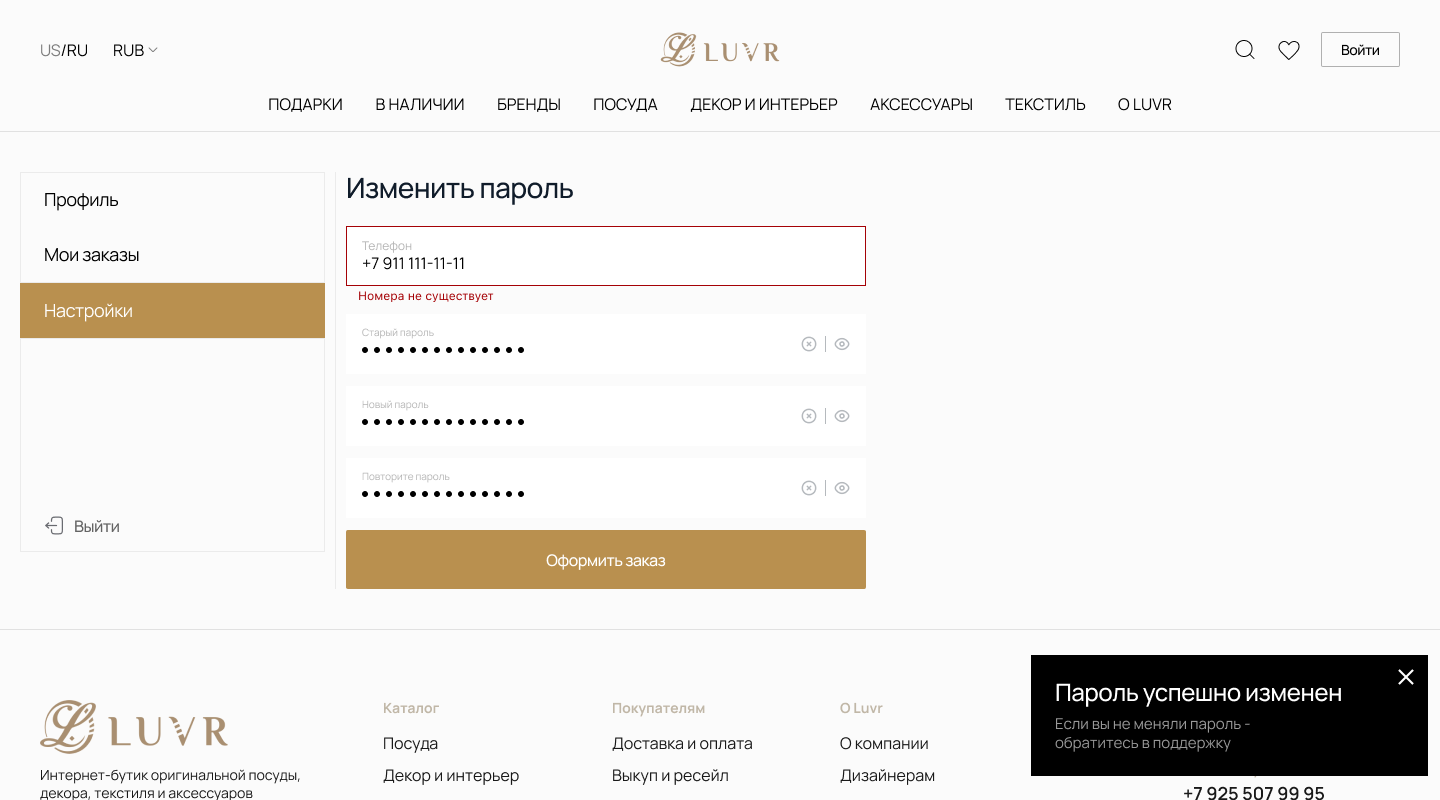 US/RU
RUB
LUVR
Войти
ПОДАРКИ
В НАЛИЧИИ
БРЕНДЫ
ПОСУДА
ДЕКОР И ИНТЕРЬЕР
АКСЕССУАРЫ
ТЕКСТИЛЬ
О LUVR
Профиль
Мои заказы
Настройки
Выйти
Изменить пароль
Телефон
+7 911 111-11-11
Номера не существует
Старый пароль
Новый пароль
Повторите пароль
Оформить заказ
LUVR
Интернет-бутик оригинальной посуды,
декора, текстиля и аксессуаров
Каталог
Посуда
Декор и интерьер
Покупателям
Доставка и оплата
Выкуп и ресейл
О Luvr
О компании
Дизайнерам
Пароль успешно изменен
Если вы не меняли пароль -
обратитесь в поддержку
+7 925 507 99 95